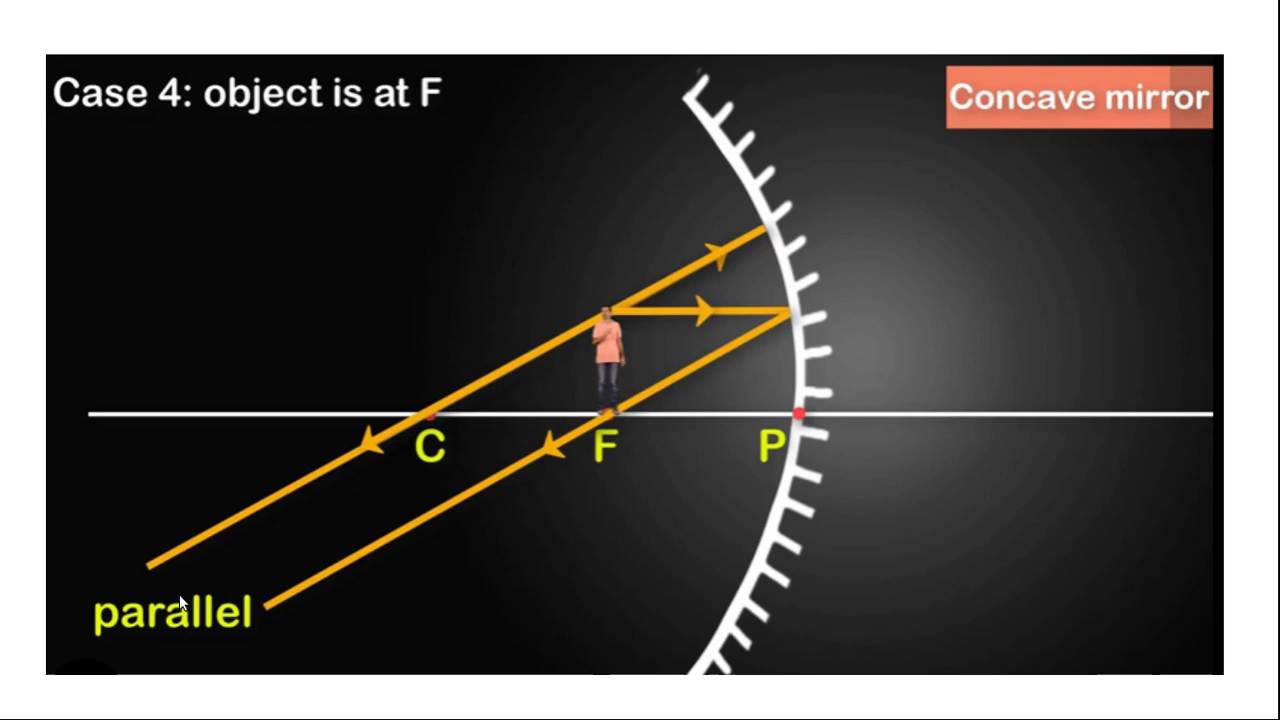 Case 4: object is at F
Concave mirror
C
F
P
parallel